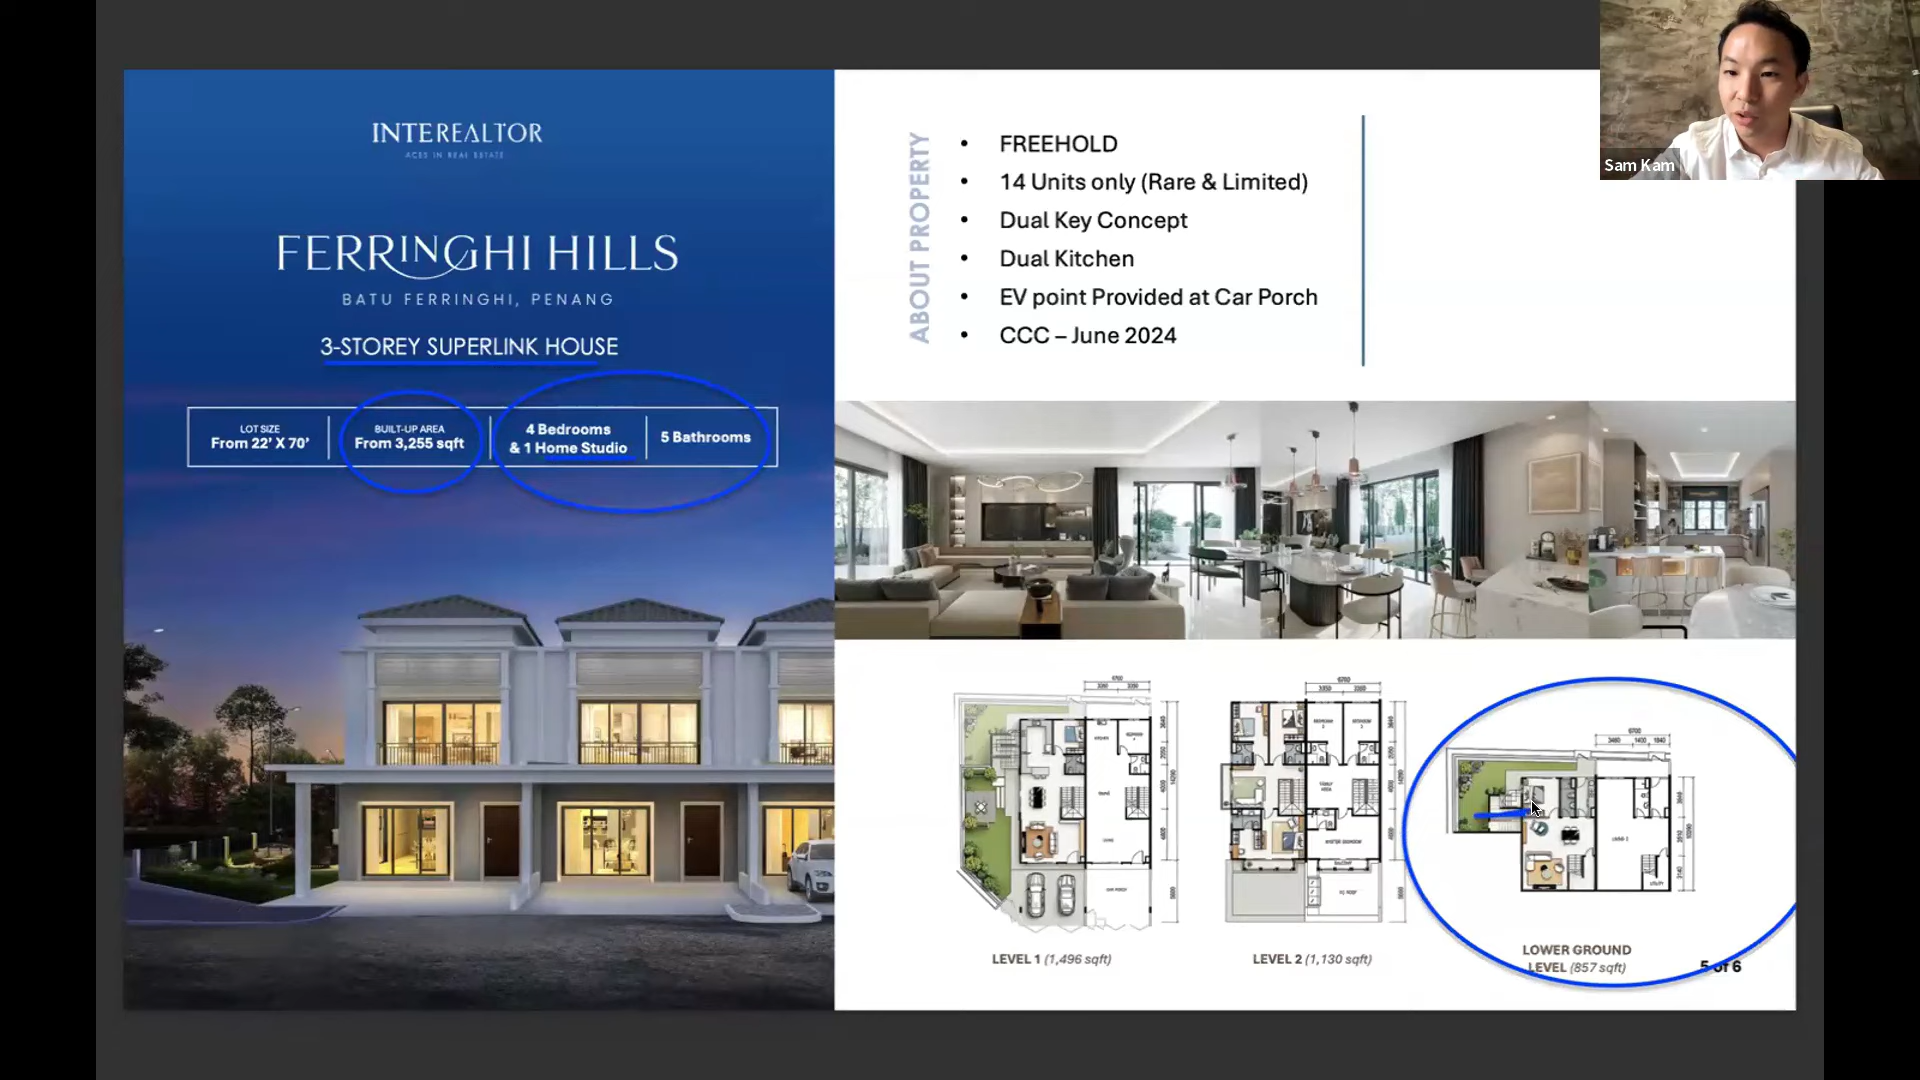 INTEREALTOR
ACES IN REAL ESTATE
FERRINGHI HILLS
BATU FERRINGHI, PENANG
3-STOREY SUPERLINK HOUSE
LOT SIZE
From 22' X 70'
BUILT-UP AREA
From 3,255 sqft
4 Bedrooms
& 1 Home Studio
5 Bathrooms
ABOUT PROPERTY
• FREEHOLD
• 14 Units only (Rare & Limited)
• Dual Key Concept
• Dual Kitchen
• EV point Provided at Car Porch
• CCC – June 2024
Sam Kam
LEVEL 1 (1,496 sqft)
LEVEL 2 (1,130 sqft)
LOWER GROUND
LEVEL (857 sqft)
5 of 6